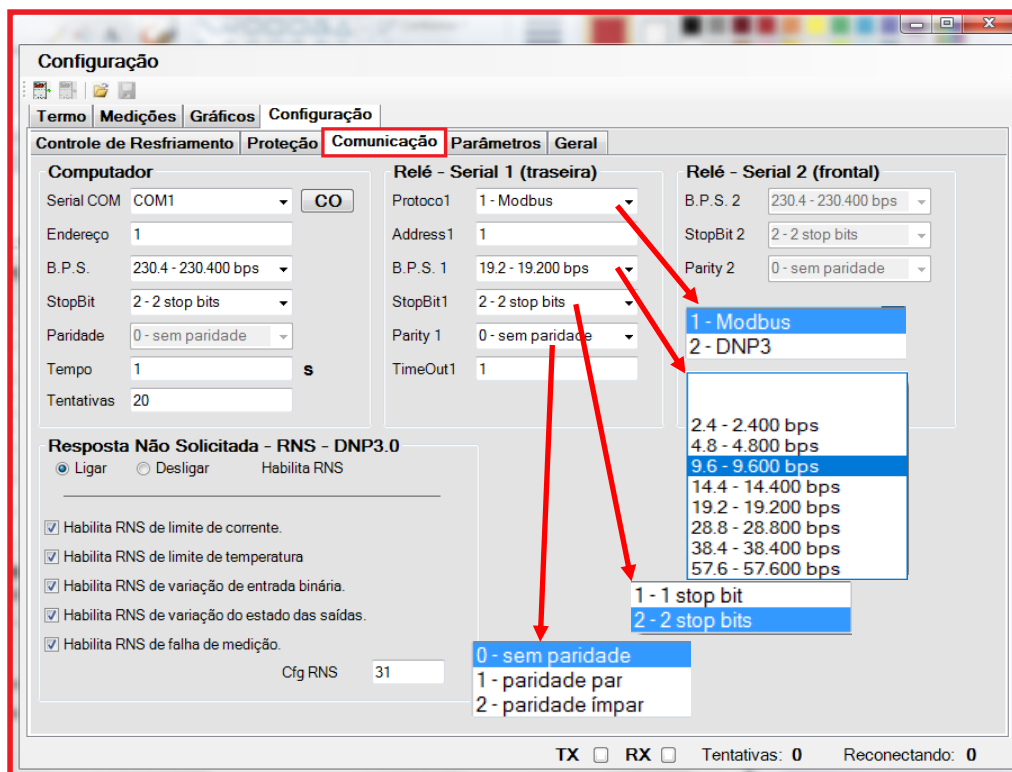 Configuração
Termo Medições Gráficos Configuração
Controle de Resfriamento Proteção Comunicação Parâmetros Geral
Computador
Serial COM COM1 CO
Endereço 1
B.P.S. 230.4 - 230.400 bps
StopBit 2 - 2 stop bits
Paridade 0 - sem paridade
Tempo 1 s
Tentativas 20
Relé - Serial 1 (traseira)
Protoco1 1 - Modbus
Address1 1
B.P.S. 1 19.2 - 19.200 bps
StopBit1 2 - 2 stop bits
Parity 1 0 - sem paridade
TimeOut1 1
Relé - Serial 2 (frontal)
B.P.S. 2 230.4 - 230.400 bps
StopBit 2 2 - 2 stop bits
Parity 2 0 - sem paridade
1 - Modbus
2 - DNP3
2.4 - 2.400 bps
4.8 - 4.800 bps
9.6 - 9.600 bps
14.4 - 14.400 bps
19.2 - 19.200 bps
28.8 - 28.800 bps
38.4 - 38.400 bps
57.6 - 57.600 bps
1 - 1 stop bit
2 - 2 stop bits
0 - sem paridade
1 - paridade par
2 - paridade ímpar
Resposta Não Solicitada - RNS - DNP3.0
Ligar Desligar Habilita RNS
Habilita RNS de limite de corrente.
Habilita RNS de limite de temperatura
Habilita RNS de variação de entrada binária.
Habilita RNS de variação do estado das saídas.
Habilita RNS de falha de medição.
Cfg RNS 31
TX RX Tentativas: 0 Reconectando: 0